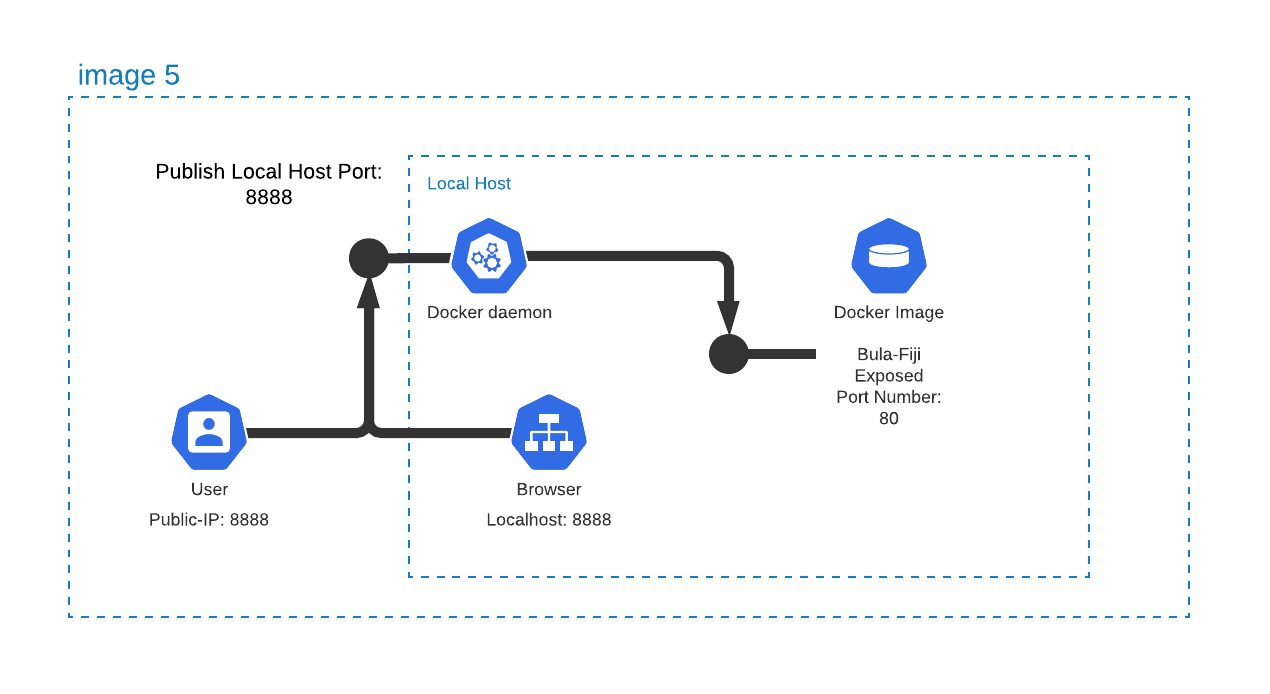 image 5
Publish Local Host Port:
8888
Local Host
Docker daemon
Docker Image
Bula-Fiji
Exposed
Port Number:
80
User
Public-IP: 8888
Browser
Localhost: 8888